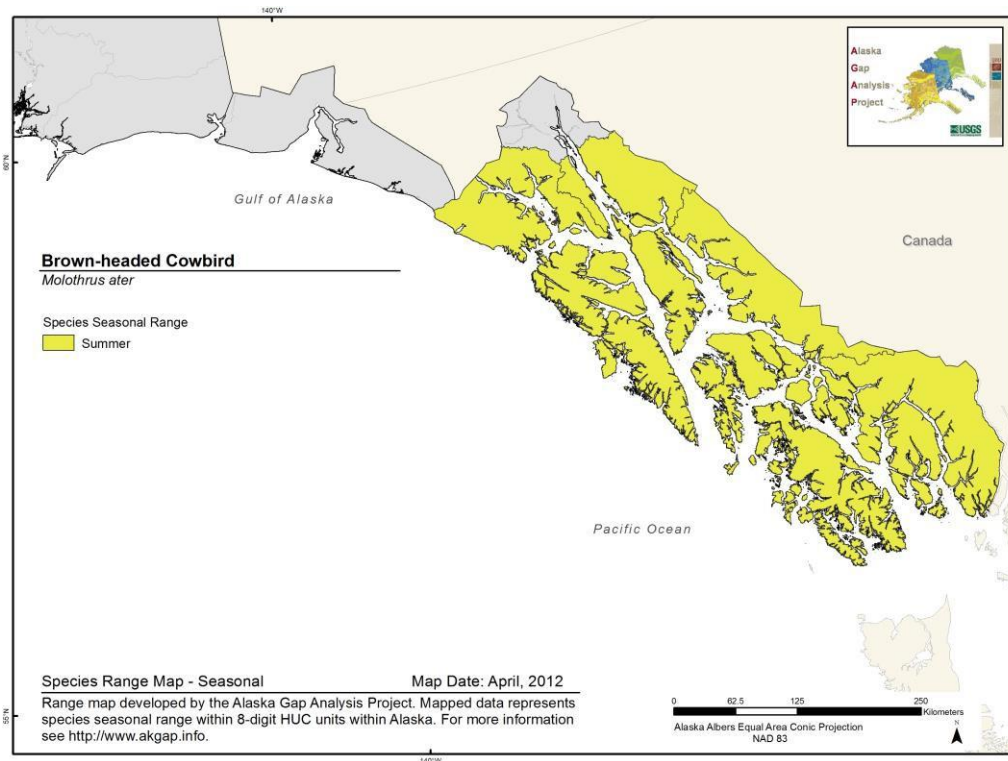 140°W
Alaska
Gap
Analysis
Project
USGS
60°N
Gulf of Alaska
Canada
Brown-headed Cowbird
Molothrus ater
Species Seasonal Range
Summer
Pacific Ocean
Species Range Map - Seasonal Map Date: April, 2012
Range map developed by the Alaska Gap Analysis Project. Mapped data represents
species seasonal range within 8-digit HUC units within Alaska. For more information
see http://www.akgap.info.
0 62.5 125 250
Kilometers
Alaska Albers Equal Area Conic Projection
NAD 83
N
55°N
140°W